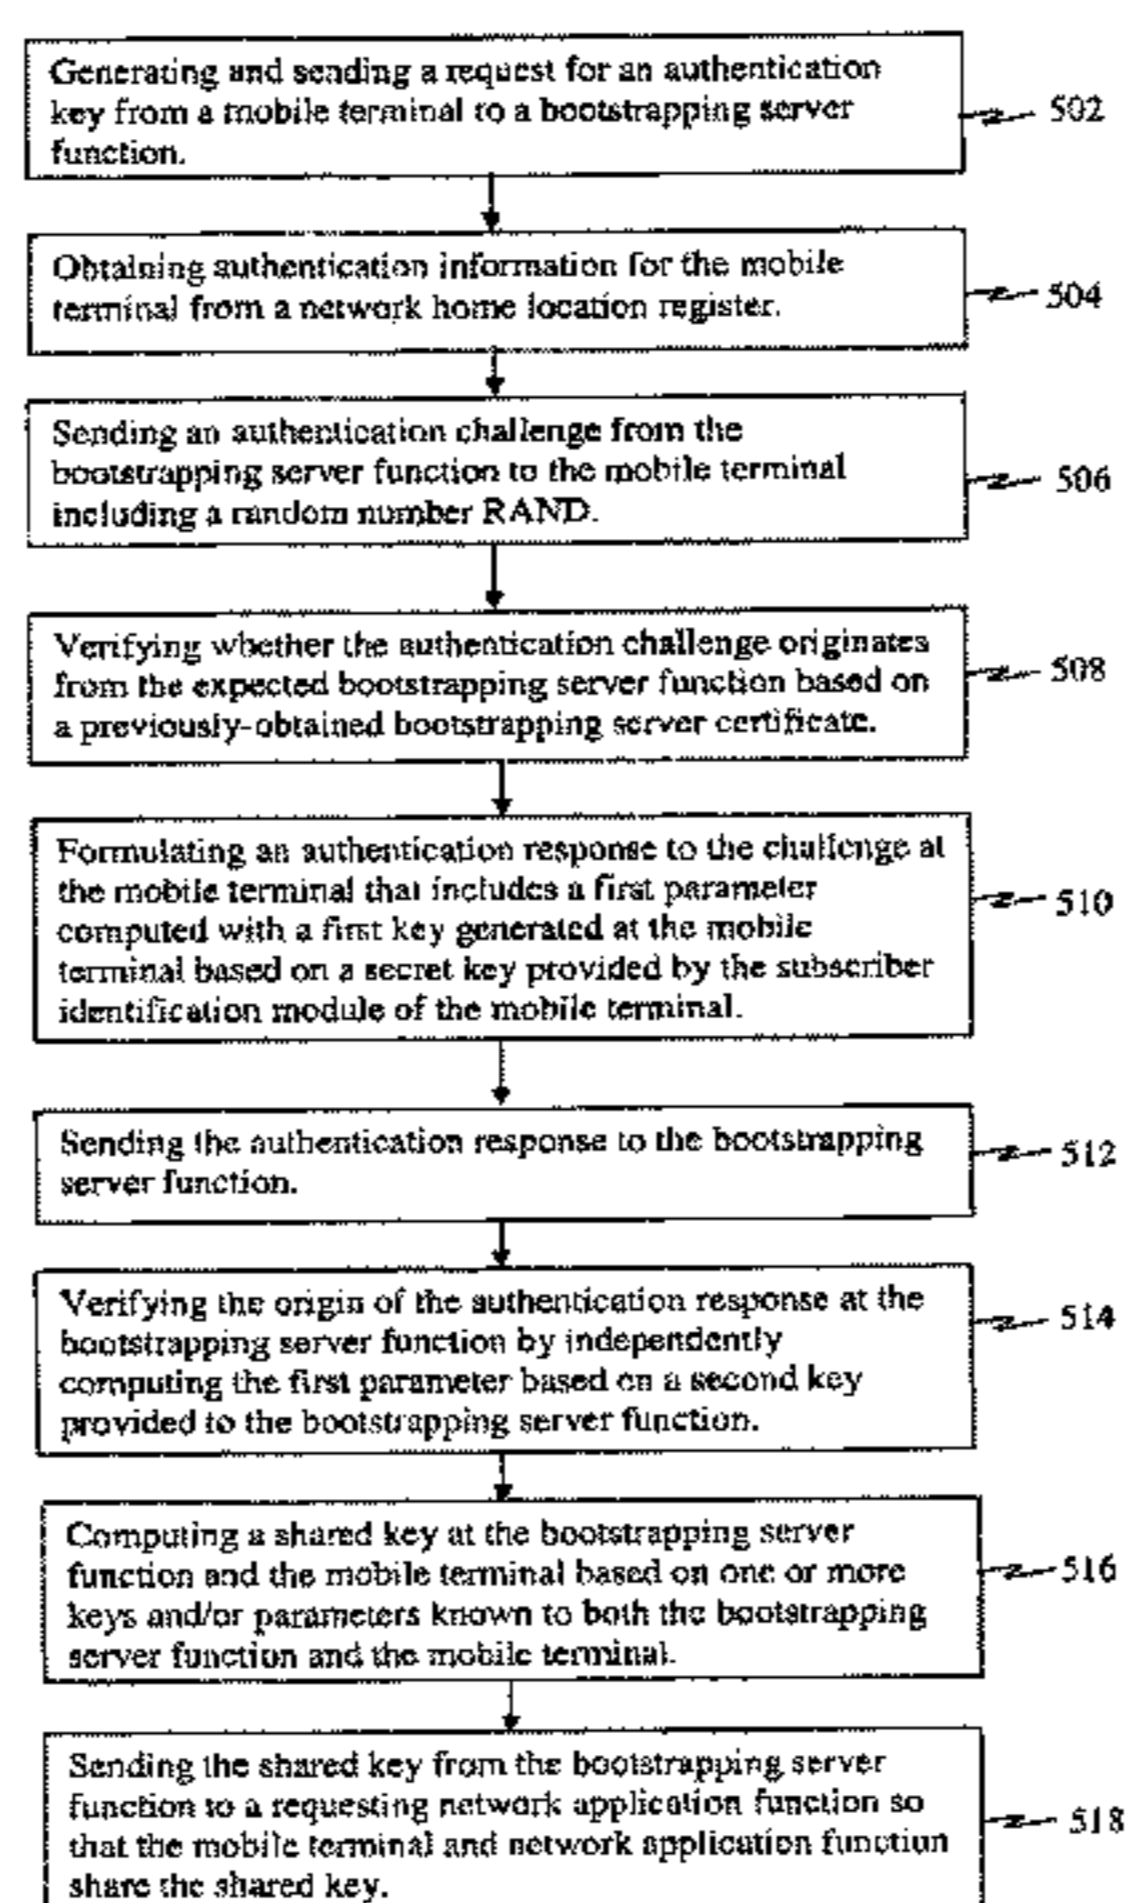 Generating and sending a request for an authentication
key from a mobile terminal to a bootstrapping server
function.
502
Obtaining authentication information for the mobile
terminal from a network home location register.
504
Sending an authentication challenge from the
bootstrapping server function to the mobile terminal
including a random number RAND.
506
Verifying whether the authentication challenge originates
from the expected bootstrapping server function based on
a previously-obtained bootstrapping server certificate.
508
Formulating an authentication response to the challenge at
the mobile terminal that includes a first parameter
computed with a first key generated at the mobile
terminal based on a secret key provided by the subscriber
identification module of the mobile terminal.
510
Sending the authentication response to the bootstrapping
server function.
512
Verifying the origin of the authentication response at the
bootstrapping server function by independently
computing the first parameter based on a second key
provided to the bootstrapping server function.
514
Computing a shared key at the bootstrapping server
function and the mobile terminal based on one or more
keys and/or parameters known to both the bootstrapping
server function and the mobile terminal.
516
Sending the shared key from the bootstrapping server
function to a requesting network application function so
that the mobile terminal and network application function
share the shared key.
518